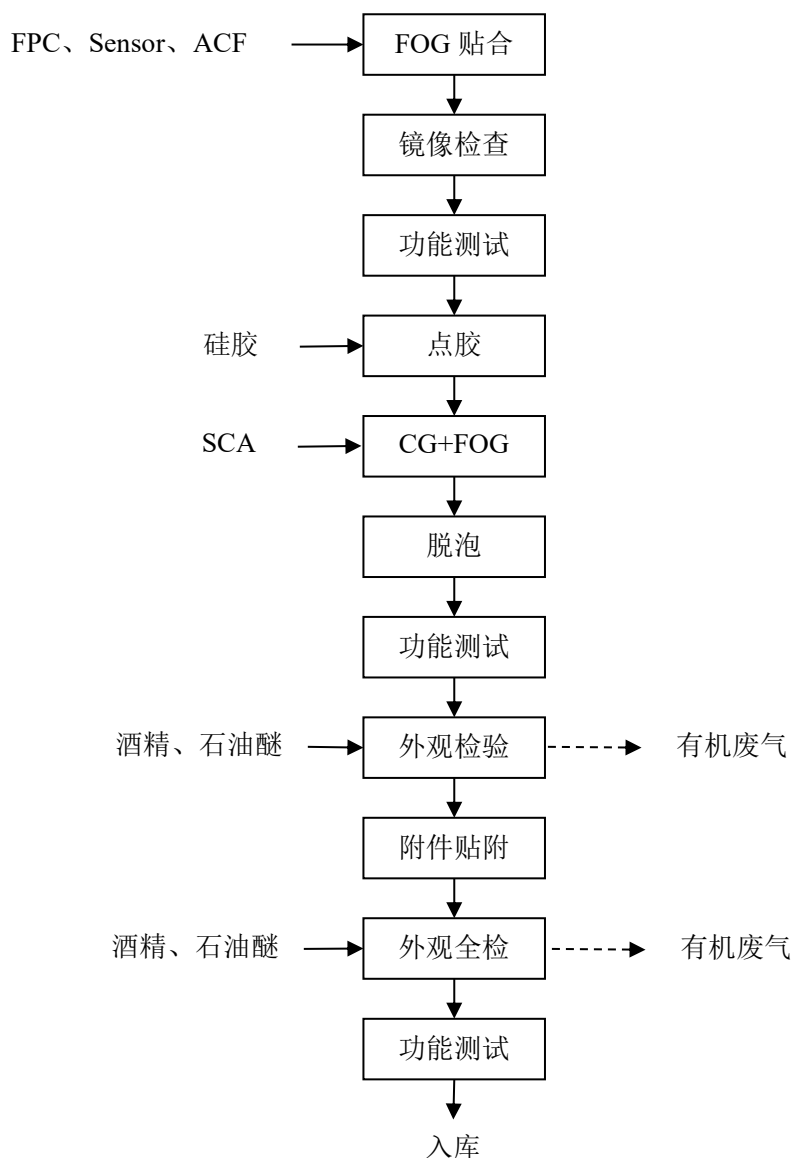 FPC、Sensor、ACF
FOG 贴合
镜像检查
功能测试
硅胶
点胶
SCA
CG+FOG
脱泡
功能测试
酒精、石油醚
外观检验
有机废气
附件贴附
酒精、石油醚
外观全检
有机废气
功能测试
入库